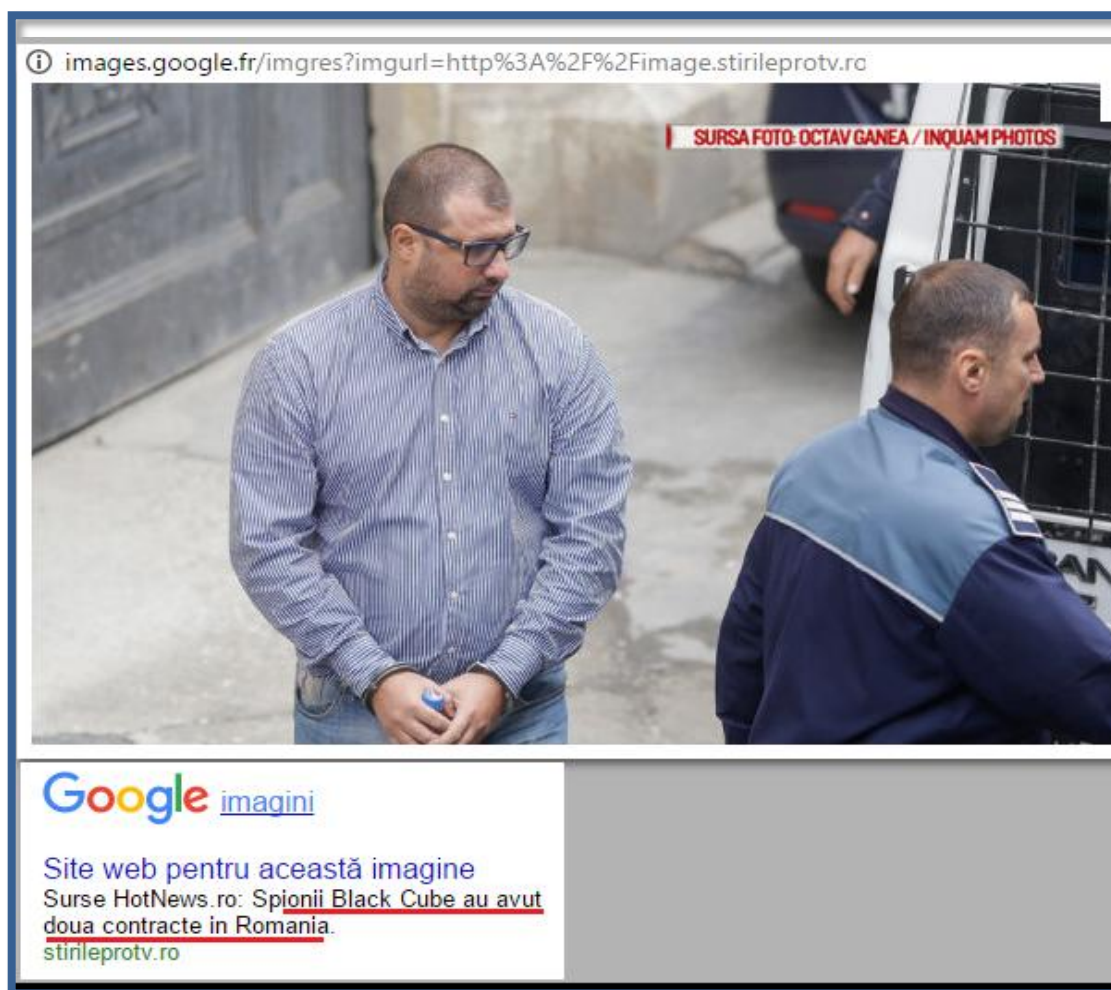 images.google.fr/imgres?imgurl=http%3A%2F%2Fimage.stirileprotv.ro
SURSA FOTO: OCTAV GANEA / INQUAM PHOTOS
Google imagini
Site web pentru această imagine
Surse HotNews.ro: Spionii Black Cube au avut
doua contracte in Romania.
stirileprotv.ro